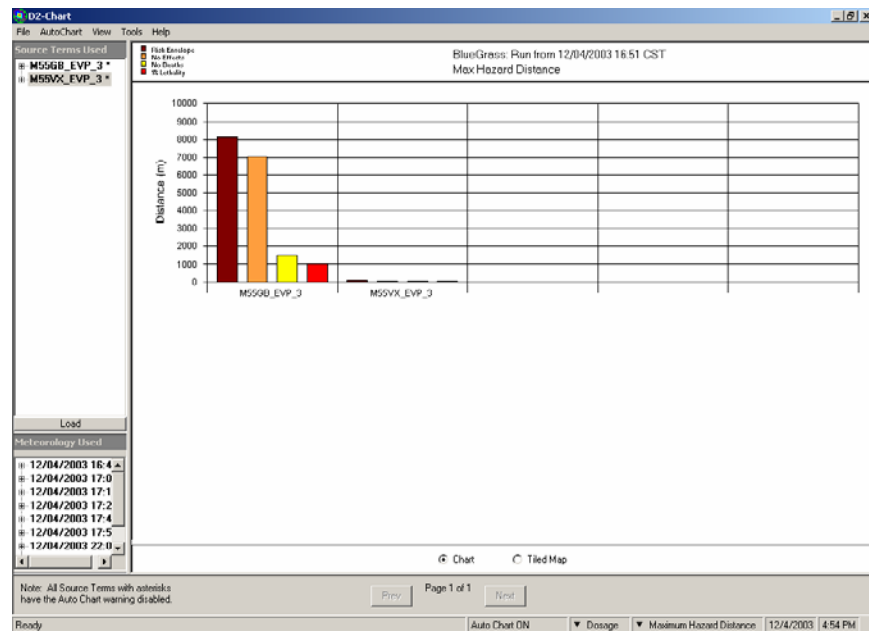 D2-Chart
File AutoChart View Tools Help
Source Terms Used
M55GB_EVP_3 *
M55VX_EVP_3 *
Risk Envelope
No Effects
No Deaths
1% Lethality
BlueGrass: Run from 12/04/2003 16:51 CST
Max Hazard Distance
10000
9000
8000
7000
6000
5000
4000
3000
2000
1000
0
Distance (m)
M55GB_EVP_3 M55VX_EVP_3
Load
Meteorology Used
12/04/2003 16:4
12/04/2003 17:0
12/04/2003 17:1
12/04/2003 17:2
12/04/2003 17:4
12/04/2003 17:5
12/04/2003 22:0
Chart Tiled Map
Note: All Source Terms with asterisks
have the Auto Chart warning disabled.
Prev Page 1 of 1 Next
Ready Auto Chart ON Dosage Maximum Hazard Distance 12/4/2003 4:54 PM